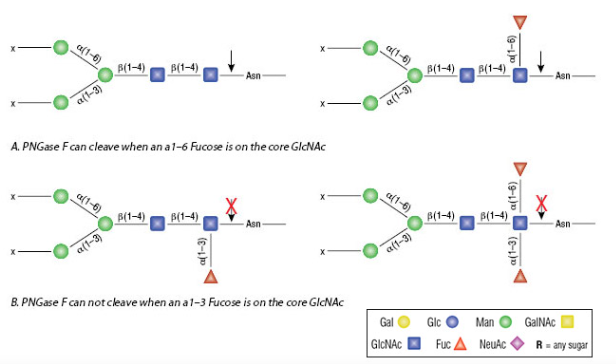 x α(1–6) β(1–4) β(1–4) Asn
x α(1–3)
x α(1–6) β(1–4) β(1–4) α(1–6) Asn
x α(1–3)
A. PNGase F can cleave when an a1–6 Fucose is on the core GlcNAc
x α(1–6) β(1–4) β(1–4) Asn
x α(1–3) α(1–3)
x α(1–6) β(1–4) β(1–4) α(1–6) Asn
x α(1–3) α(1–3)
B. PNGase F can not cleave when an a1–3 Fucose is on the core GlcNAc
Gal Glc Man GalNAc
GlcNAc Fuc NeuAc R = any sugar